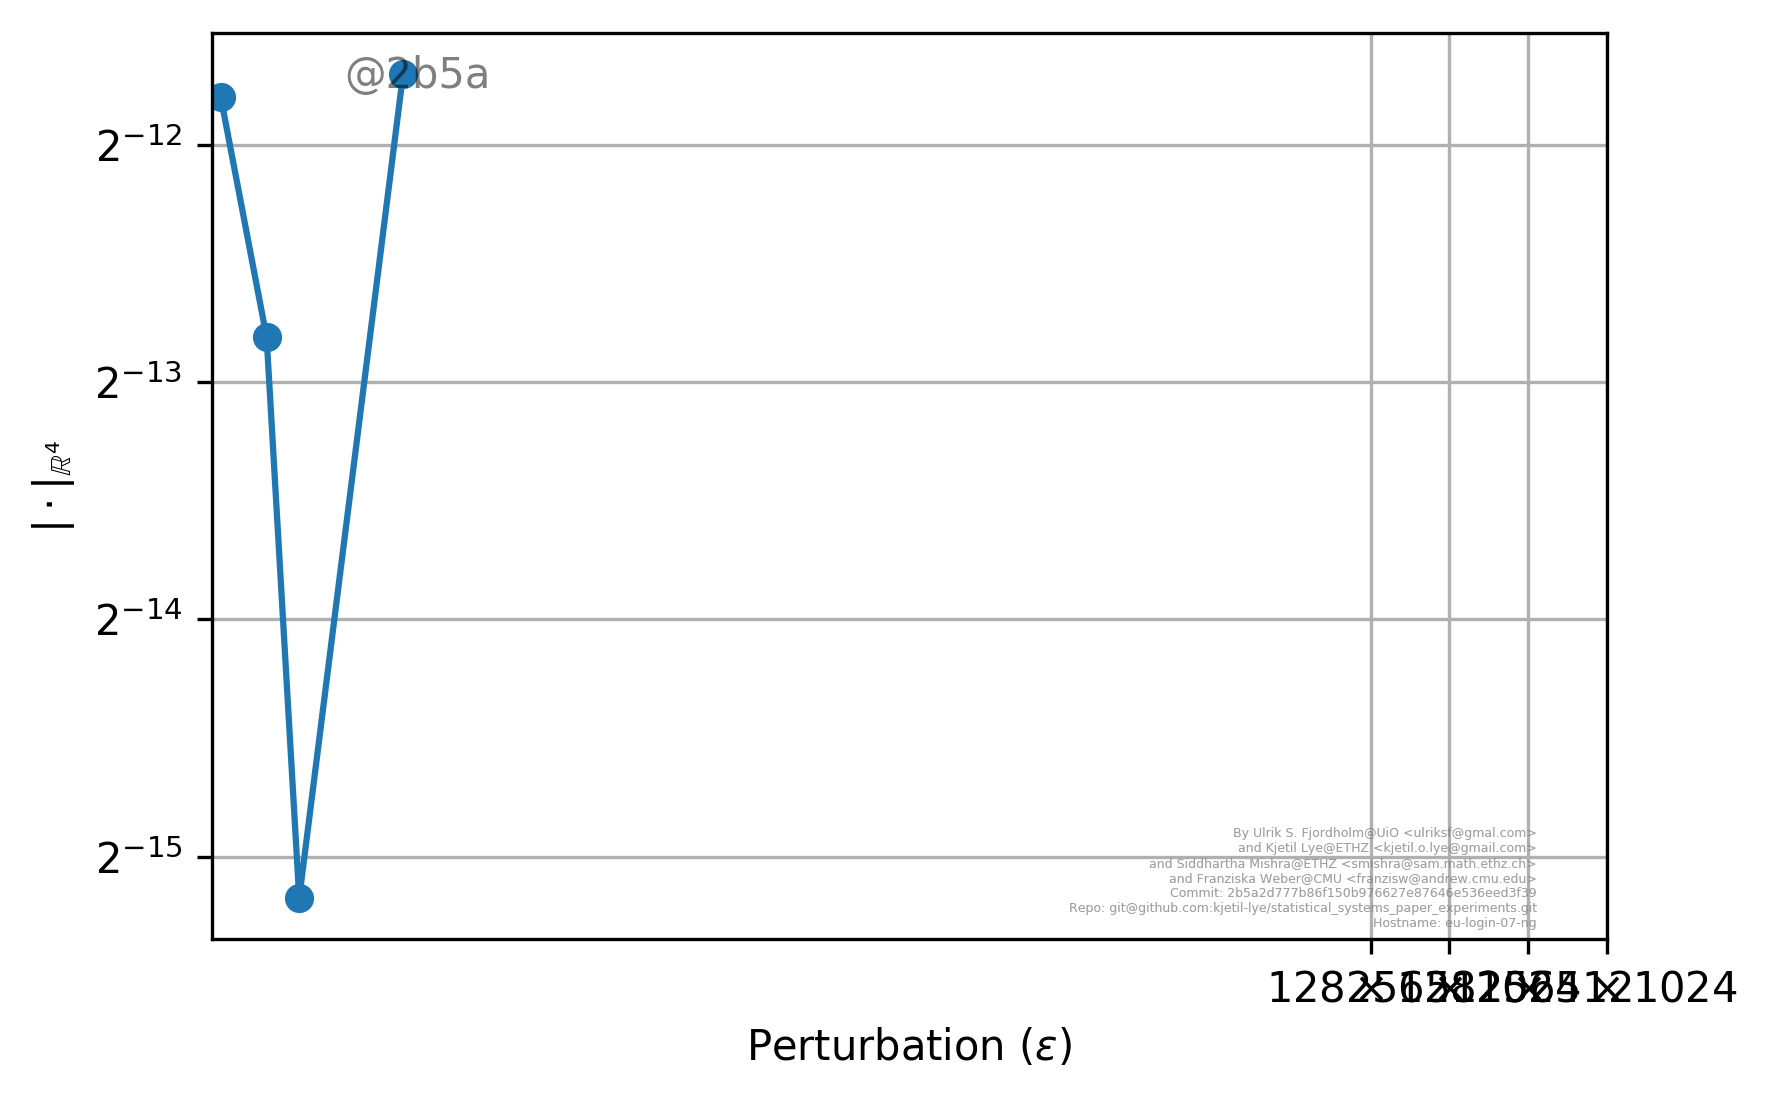 @2b5a
2⁻¹²
2⁻¹³
2⁻¹⁴
2⁻¹⁵
|·|ℝ⁴
By Ulrik S. Fjordholm@UiO <ulriksf@gmal.com>
and Kjetil Lye@ETHZ <kjetil.o.lye@gmail.com>
and Siddhartha Mishra@ETHZ <smishra@sam.math.ethz.ch>
and Franziska Weber@CMU <franzisw@andrew.cmu.edu>
Commit: 2b5a2d777b86f150b976627e87646e536eed3f39
Repo: git@github.com:kjetil-lye/statistical_systems_paper_experiments.git
Hostname: eu-login-07-ng
Perturbation (ε)